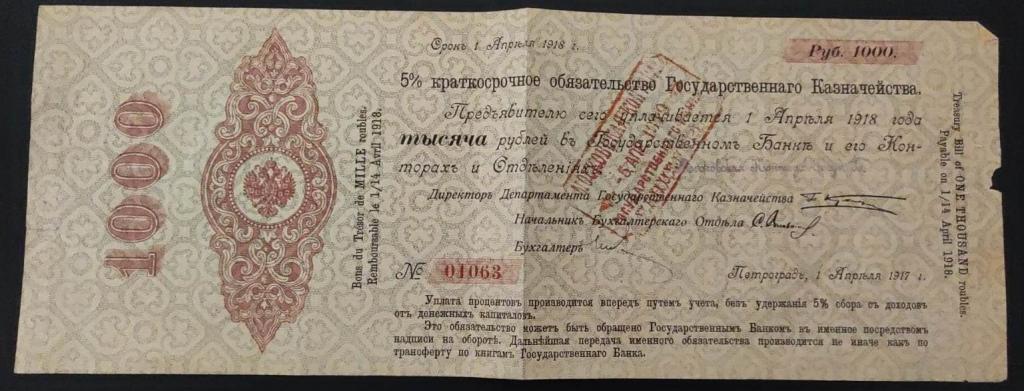 1000
Bons du Trésor de MILLE roubles.
Remboursable le 1/14 Avril 1918.
Срокъ 1 Апрѣля 1918 г.
Руб. 1000.
5% краткосрочное обязательство Государственнаго Казначейства.
Предъявителю сего уплачивается 1 Апрѣля 1918 года
тысяча рублей въ Государственномъ Банкѣ и его Кон-
торахъ и Отдѣленіяхъ
Директоръ Департамента Государственнаго Казначейства
Начальникъ Бухгалтерскаго Отдѣла
Бухгалтеръ
№ 01063
Петроградъ, 1 Апрѣля 1917 г.
Уплата процентовъ производится впередъ путемъ учета, безъ удержанія 5% сбора съ доходовъ
отъ денежныхъ капиталовъ.
Это обязательство можетъ быть обращено Государственнымъ Банкомъ въ именное посредствомъ
надписи на оборотѣ. Дальнѣйшая передача именного обязательства производится не иначе какъ по
трансферту по книгамъ Государственнаго Банка.
Treasury Bill of ONE THOUSAND roubles.
Payable on 1/14 April 1918.